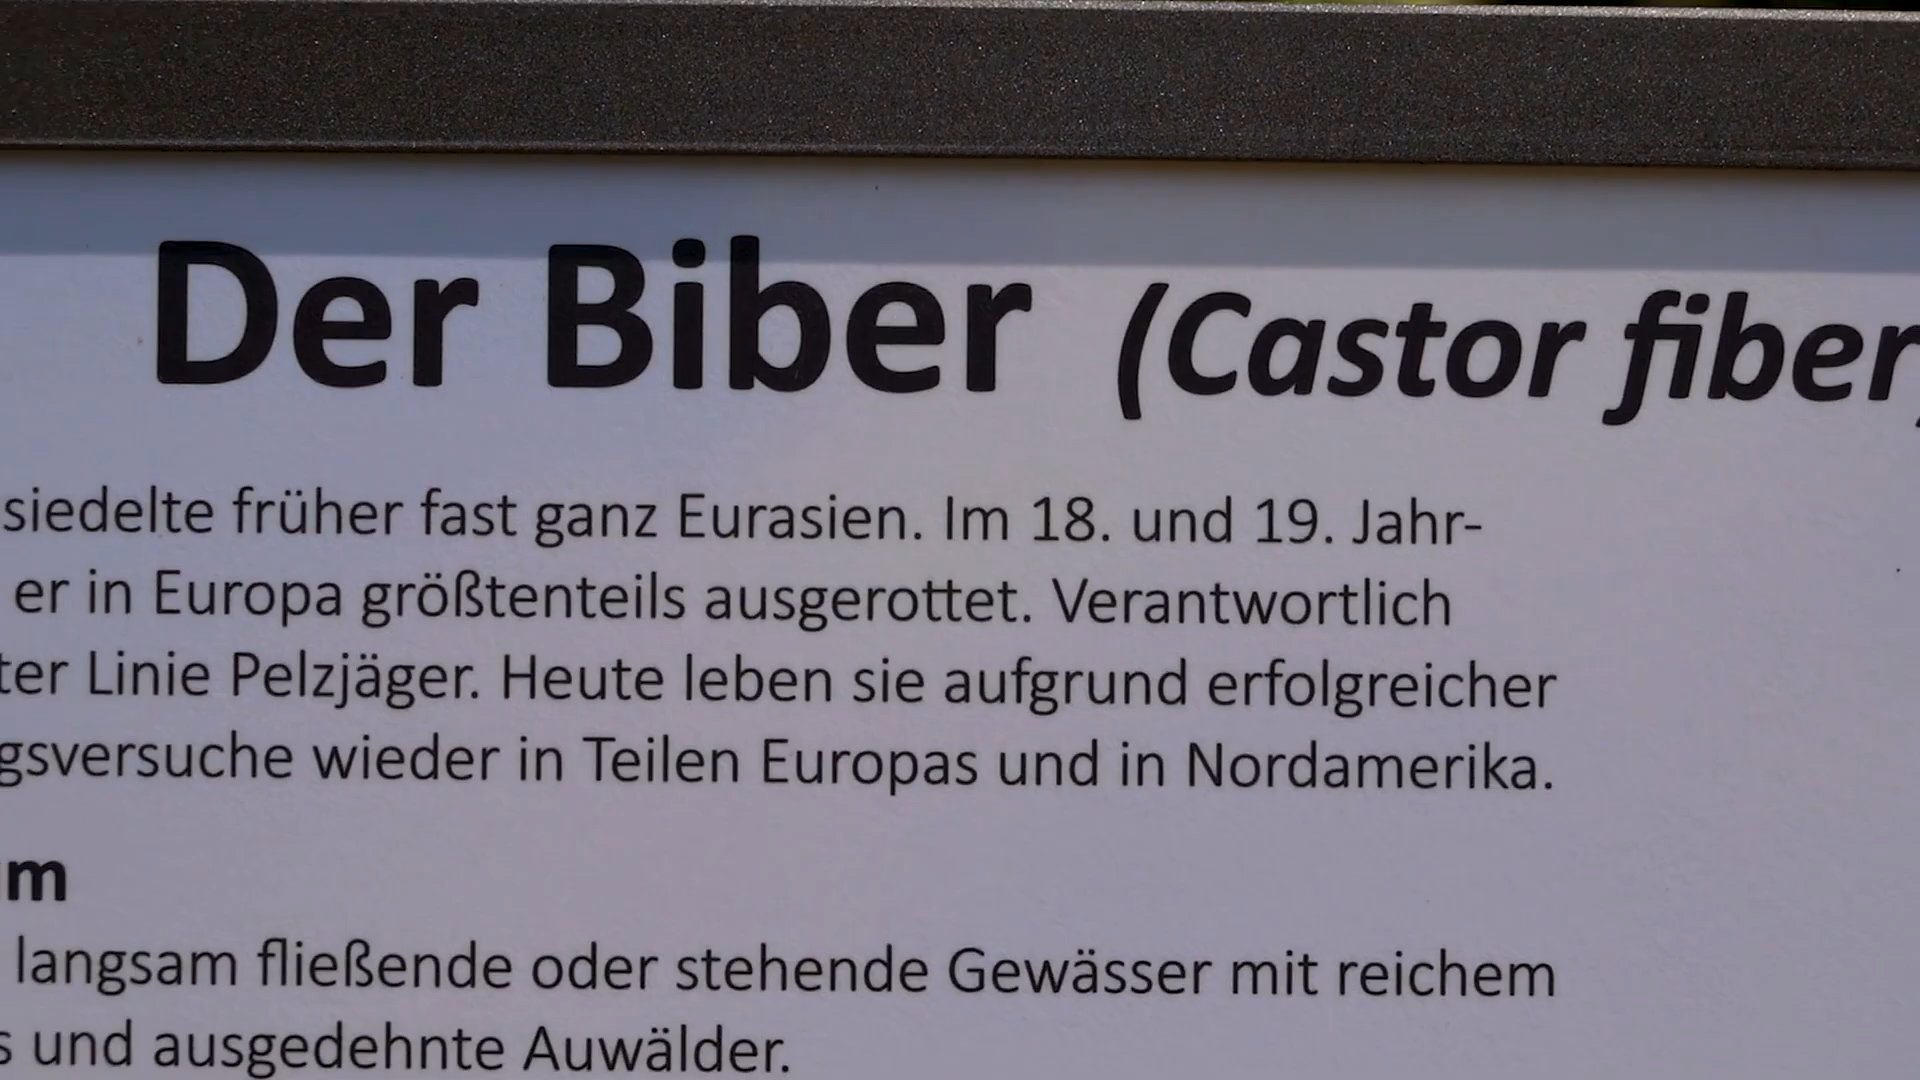 Der Biber (Castor fiber)
siedelte früher fast ganz Eurasien. Im 18. und 19. Jahr-
er in Europa größtenteils ausgerottet. Verantwortlich
ter Linie Pelzjäger. Heute leben sie aufgrund erfolgreicher
gsversuche wieder in Teilen Europas und in Nordamerika.
m
langsam fließende oder stehende Gewässer mit reichem
s und ausgedehnte Auwälder.